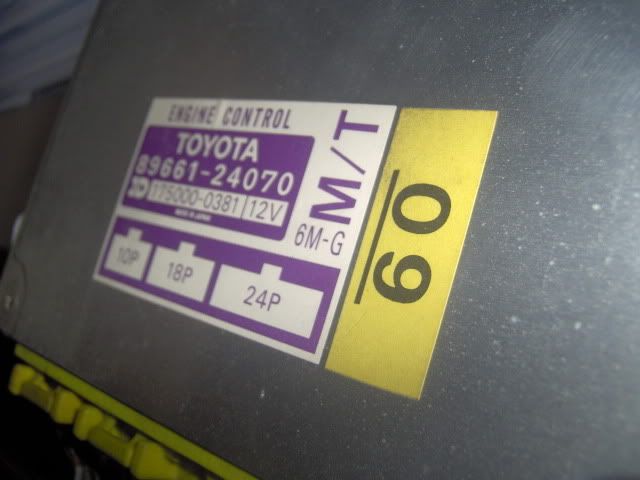 ENGINE CONTROL
TOYOTA
89661-24070
175000-0381 12V
MADE IN JAPAN
6M-G
M/T
10P
18P
24P
60